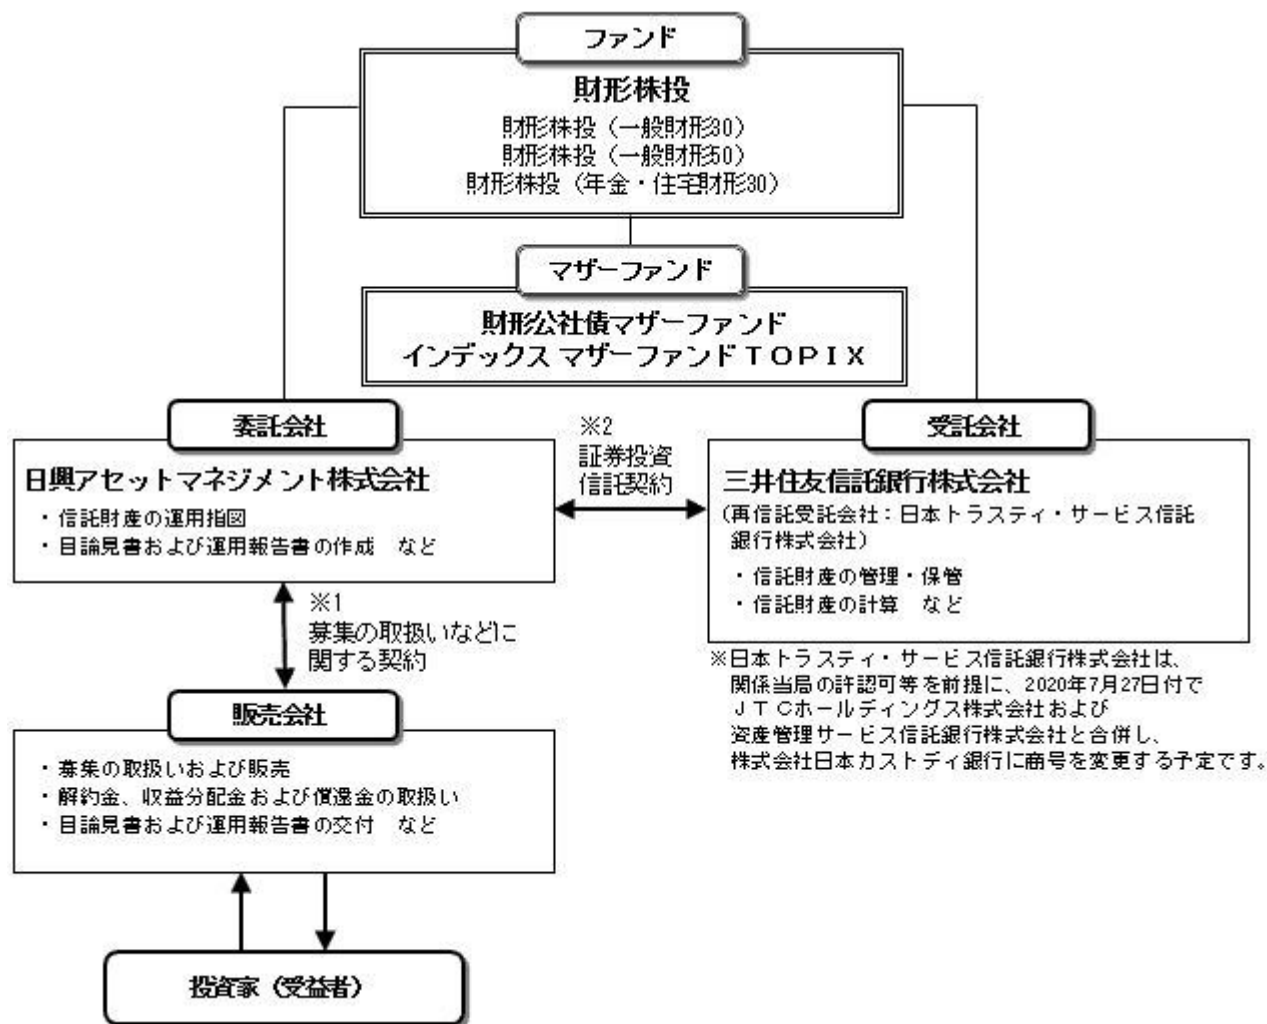 ファンド
財形株投
財形株投（一般財形30）
財形株投（一般財形50）
財形株投（年金・住宅財形30）
マザーファンド
財形公社債マザーファンド
インデックス マザーファンド ＴＯＰＩＸ
委託会社
日興アセットマネジメント株式会社
・信託財産の運用指図
・目論見書および運用報告書の作成　など
※2
証券投資
信託契約
受託会社
三井住友信託銀行株式会社
（再信託受託会社：日本トラスティ・サービス信託
銀行株式会社）
・信託財産の管理・保管
・信託財産の計算　など
※日本トラスティ・サービス信託銀行株式会社は、
関係当局の許認可等を前提に、2020年7月27日付で
ＪＴＣホールディングス株式会社および
資産管理サービス信託銀行株式会社と合併し、
株式会社日本カストディ銀行に商号を変更する予定です。
※1
募集の取扱いなどに
関する契約
販売会社
・募集の取扱いおよび販売
・解約金、収益分配金および償還金の取扱い
・目論見書および運用報告書の交付　など
投資家（受益者）